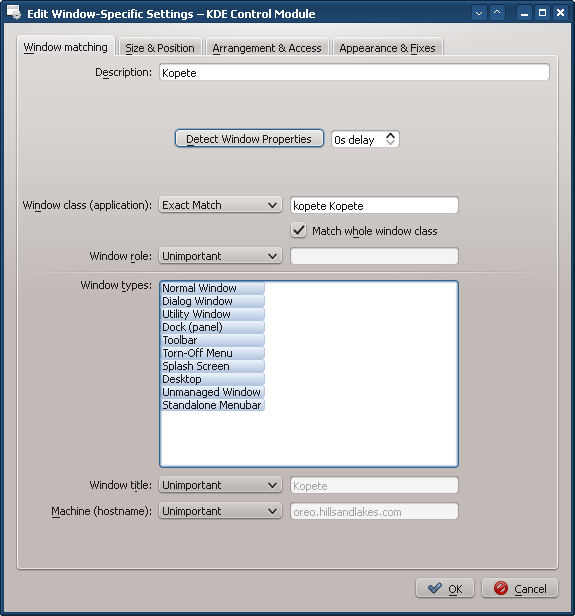 Edit Window-Specific Settings – KDE Control Module
Window matching Size & Position Arrangement & Access Appearance & Fixes
Description: Kopete
Detect Window Properties 0s delay
Window class (application): Exact Match kopete Kopete
Match whole window class
Window role: Unimportant
Window types: Normal Window
Dialog Window
Utility Window
Dock (panel)
Toolbar
Torn-Off Menu
Splash Screen
Desktop
Unmanaged Window
Standalone Menubar
Window title: Unimportant Kopete
Machine (hostname): Unimportant oreo.hillsandlakes.com
OK Cancel